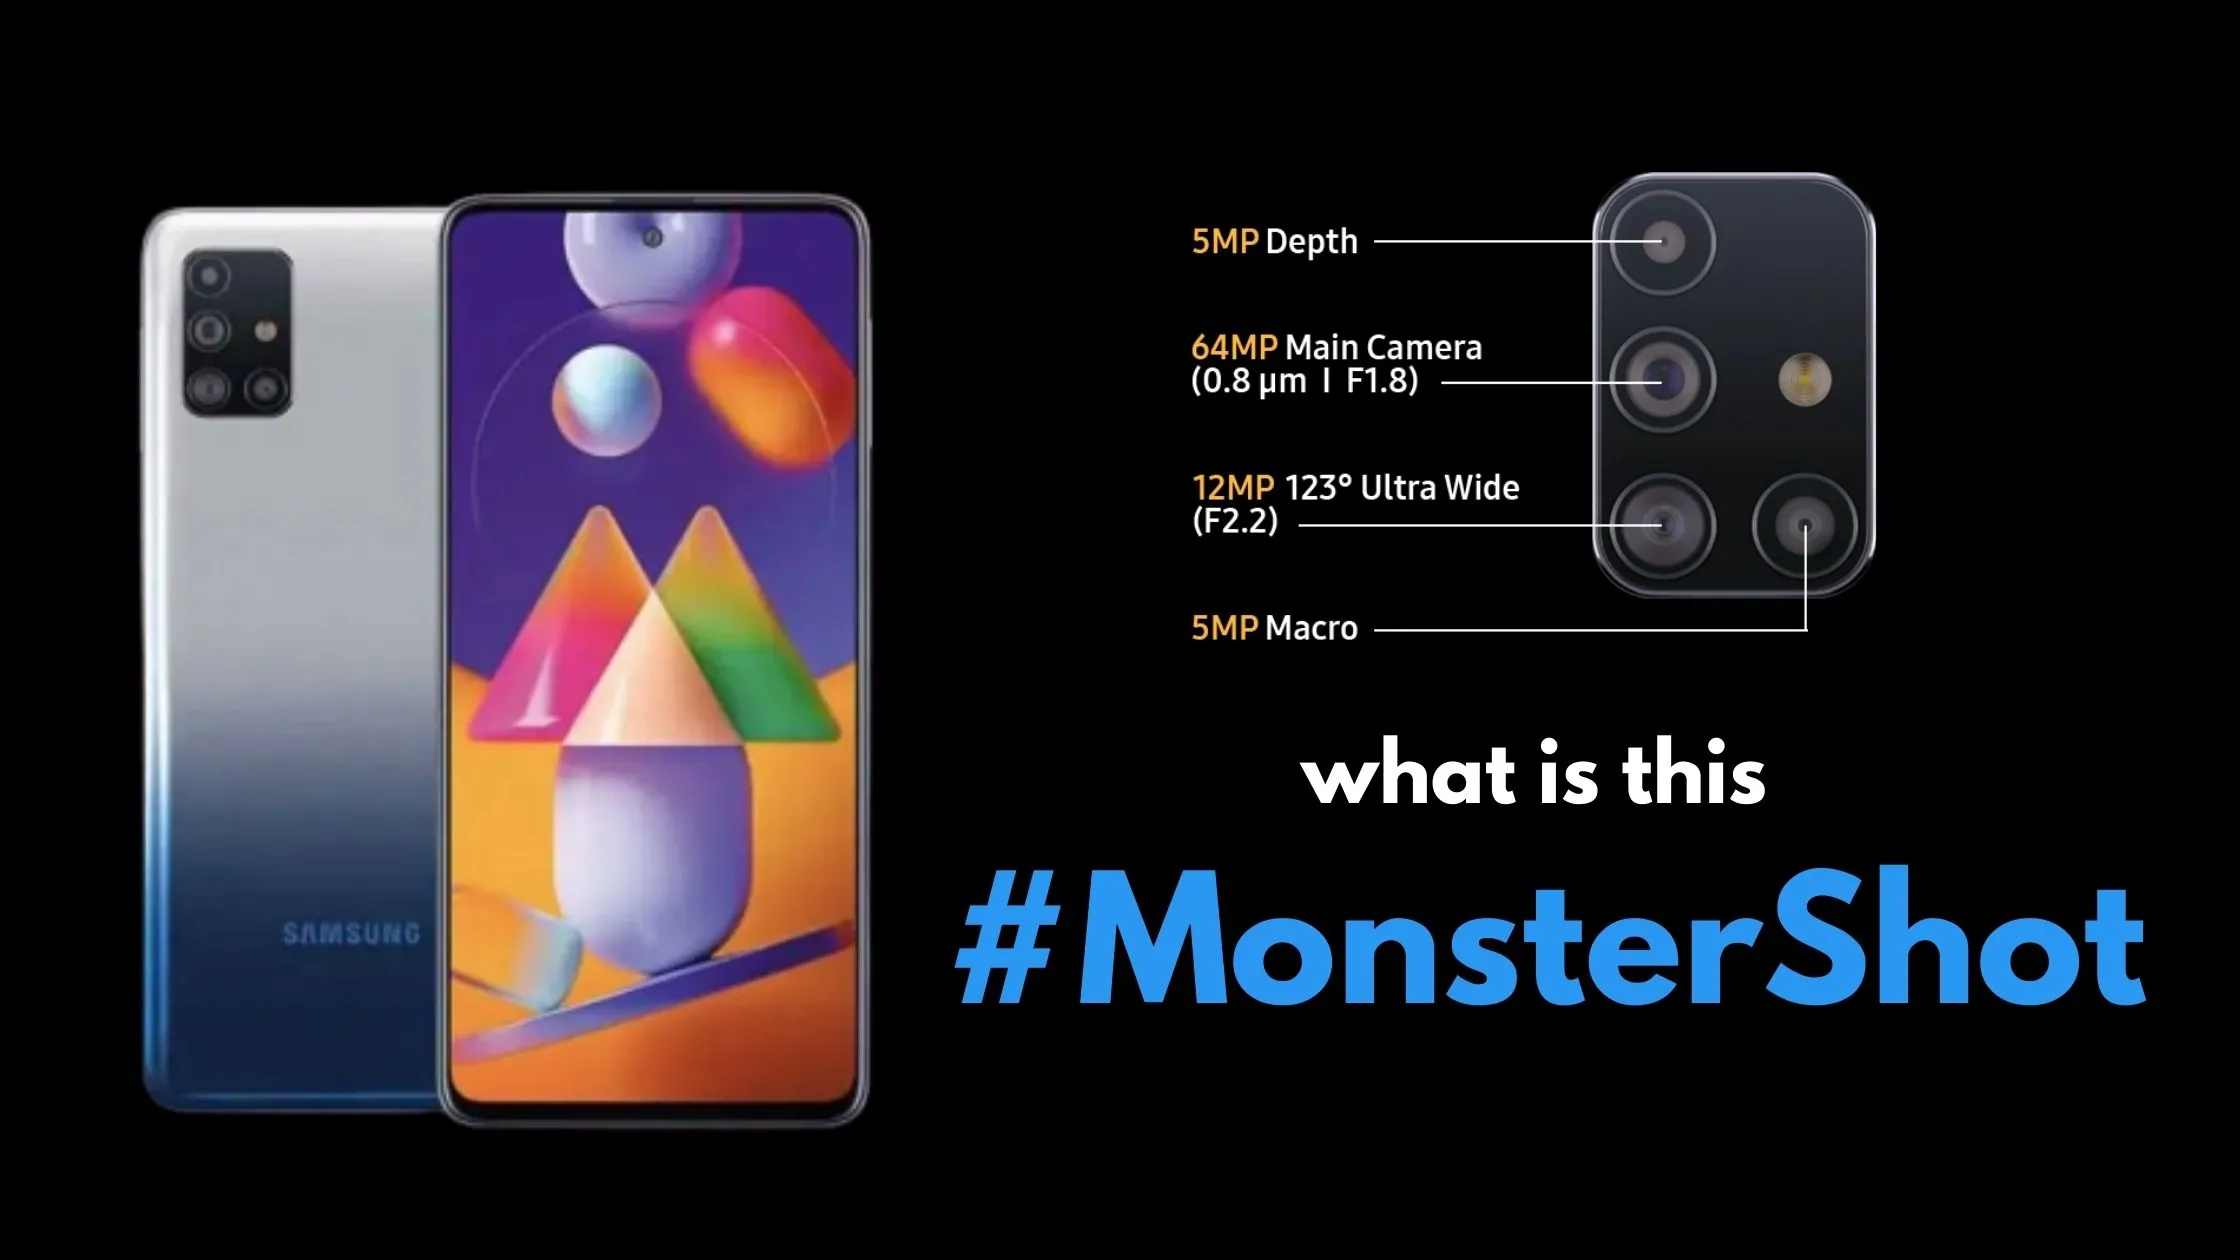 SAMSUNG
5MP Depth
64MP Main Camera
(0.8 μm I F1.8)
12MP 123° Ultra Wide
(F2.2)
5MP Macro
what is this
#MonsterShot